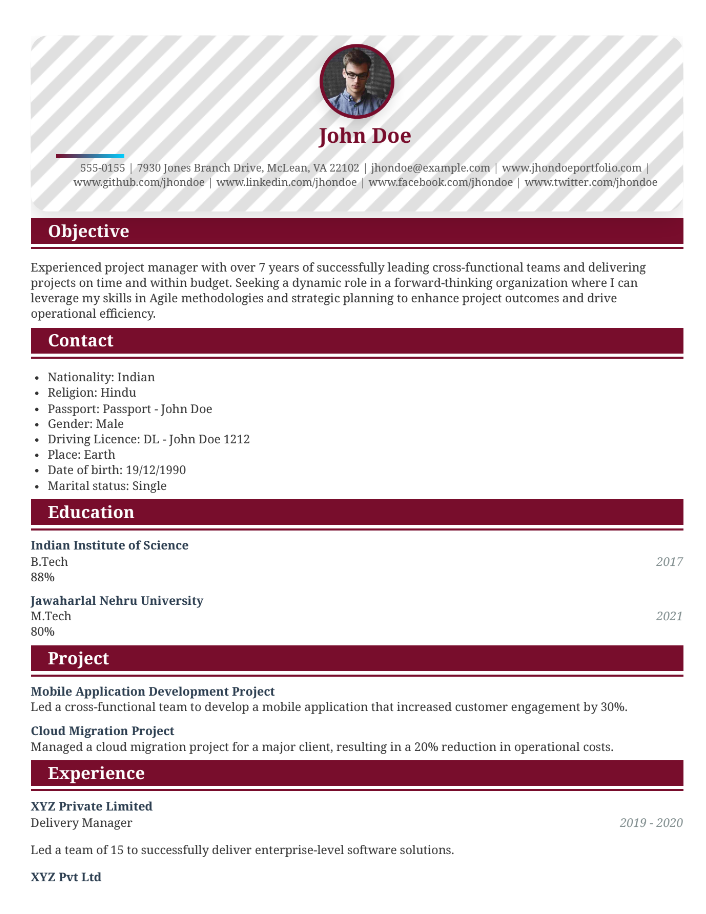 John Doe
555-0155 | 7930 Jones Branch Drive, McLean, VA 22102 | jhondoe@example.com | www.jhondoeportfolio.com |
www.github.com/jhondoe | www.linkedin.com/jhondoe | www.facebook.com/jhondoe | www.twitter.com/jhondoe
Objective
Experienced project manager with over 7 years of successfully leading cross-functional teams and delivering
projects on time and within budget. Seeking a dynamic role in a forward-thinking organization where I can
leverage my skills in Agile methodologies and strategic planning to enhance project outcomes and drive
operational efficiency.
Contact
• Nationality: Indian
• Religion: Hindu
• Passport: Passport - John Doe
• Gender: Male
• Driving Licence: DL - John Doe 1212
• Place: Earth
• Date of birth: 19/12/1990
• Marital status: Single
Education
Indian Institute of Science
B.Tech 2017
88%
Jawaharlal Nehru University
M.Tech 2021
80%
Project
Mobile Application Development Project
Led a cross-functional team to develop a mobile application that increased customer engagement by 30%.
Cloud Migration Project
Managed a cloud migration project for a major client, resulting in a 20% reduction in operational costs.
Experience
XYZ Private Limited
Delivery Manager 2019 - 2020
Led a team of 15 to successfully deliver enterprise-level software solutions.
XYZ Pvt Ltd